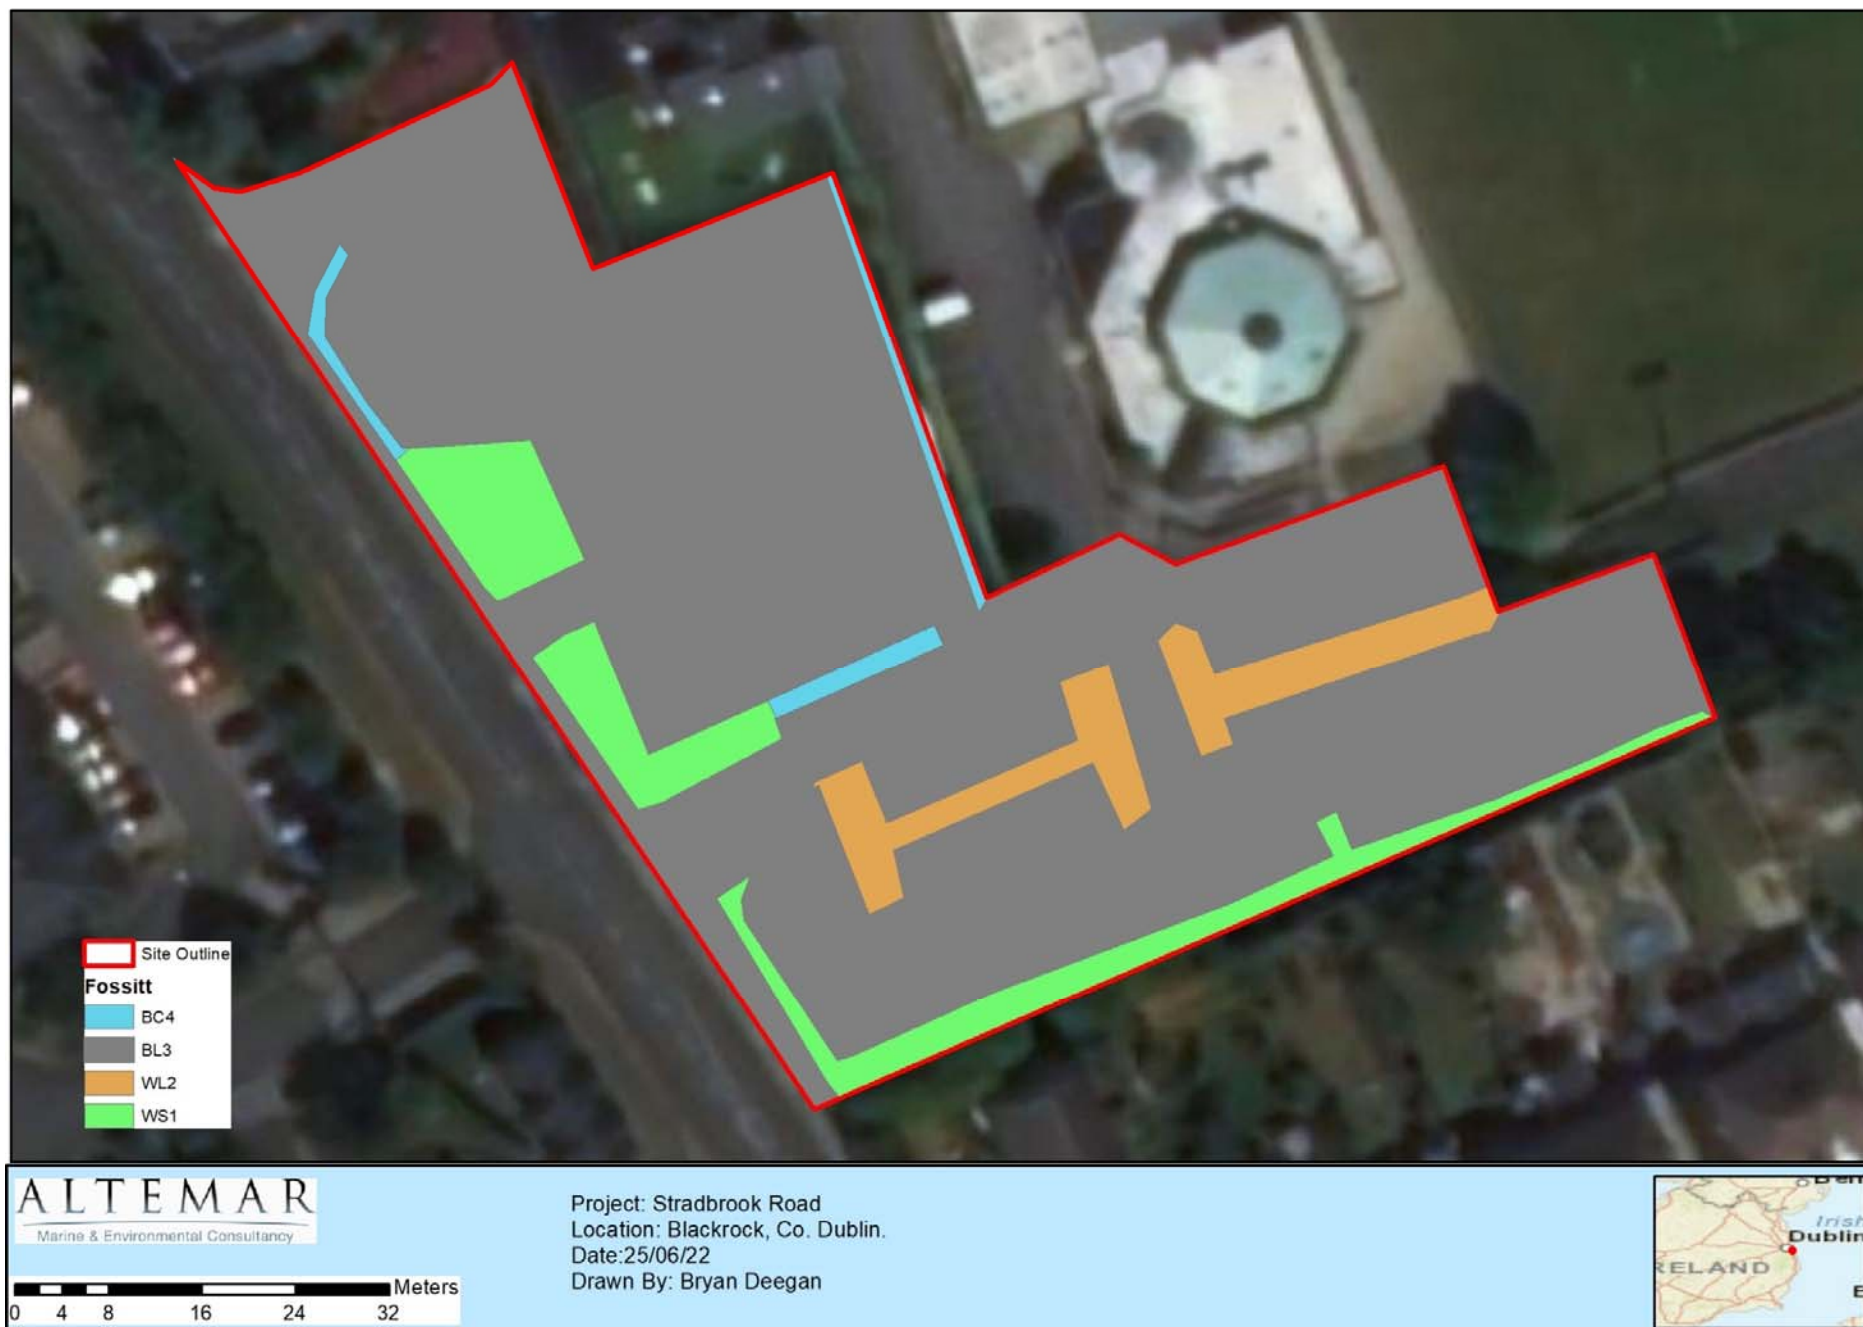 Site Outline
Fossitt
BC4
BL3
WL2
WS1
ALTEMAR
Marine & Environmental Consultancy
Meters
0 4 8 16 24 32
Project: Stradbrook Road
Location: Blackrock, Co. Dublin.
Date:25/06/22
Drawn By: Bryan Deegan
Irish
Dublin
RELAND